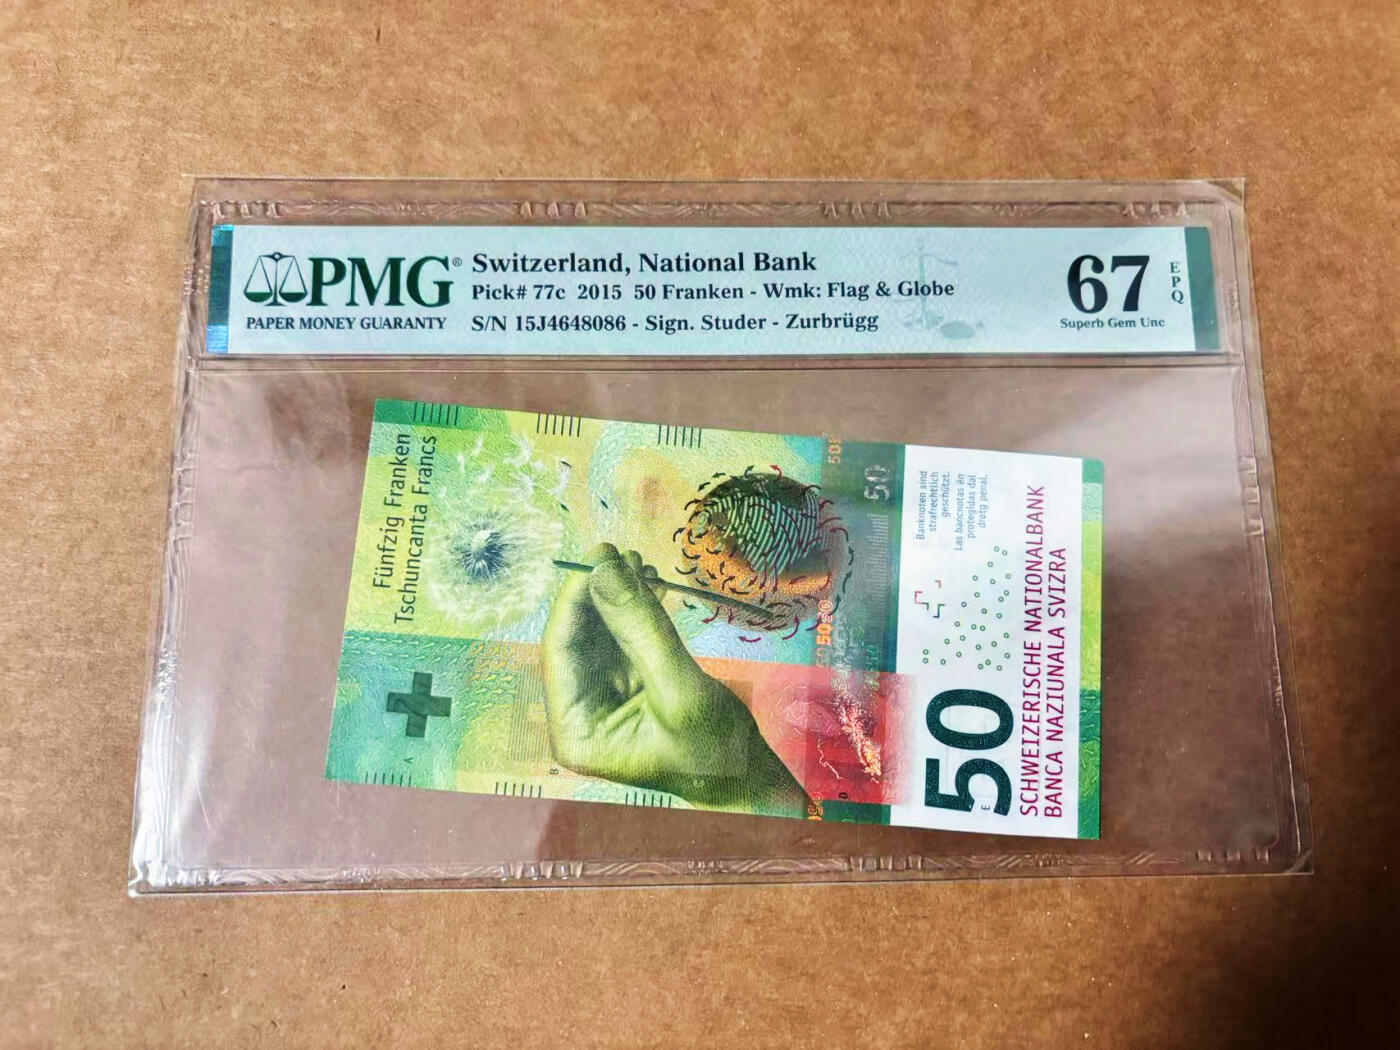 PMG®
PAPER MONEY GUARANTY
Switzerland, National Bank
Pick# 77c 2015 50 Franken - Wmk: Flag & Globe
S/N 15J4648086 - Sign. Studer - Zurbrügg
67
EPQ
Superb Gem Unc
Fünfzig Franken
Tschuncanta Francs
50
50
50
Banknoten sind
strafrechtlich
geschützt.
Las bancnotas èn
protegidas dal
dretg penal.
50
SCHWEIZERISCHE NATIONALBANK
BANCA NAZIUNALA SVIZRA
A
B
D
E